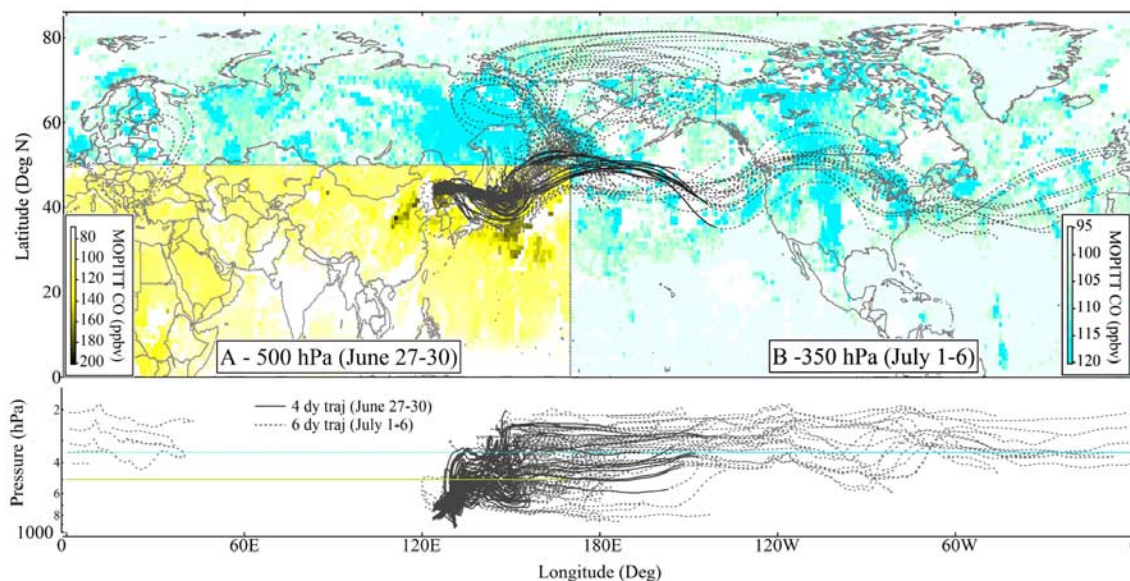 80
60
40
20
0
Latitude (Deg N)
80
100
120
140
160
180
200
MOPITT CO (ppbv)
A - 500 hPa (June 27-30)
B -350 hPa (July 1-6)
95
100
105
110
115
120
MOPITT CO (ppbv)
4 dy traj (June 27-30)
6 dy traj (July 1-6)
Pressure (hPa)
2
4
6
8
1000
0
60E
120E
180E
120W
60W
Longitude (Deg)